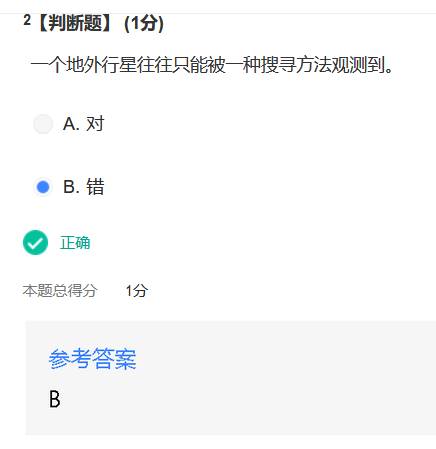 2【判断题】 (1分)
一个地外行星往往只能被一种搜寻方法观测到。
A. 对
B. 错
正确
本题总得分 1分
参考答案
B